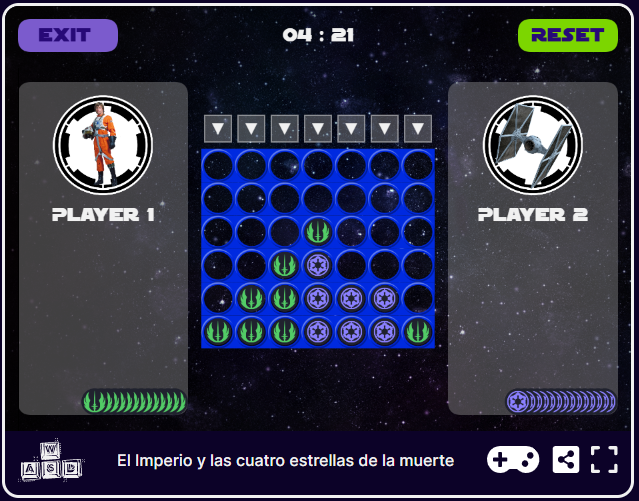 EXIT
04 : 21
RESET
PLAYER 1
PLAYER 2
W
A S D
El Imperio y las cuatro estrellas de la muerte